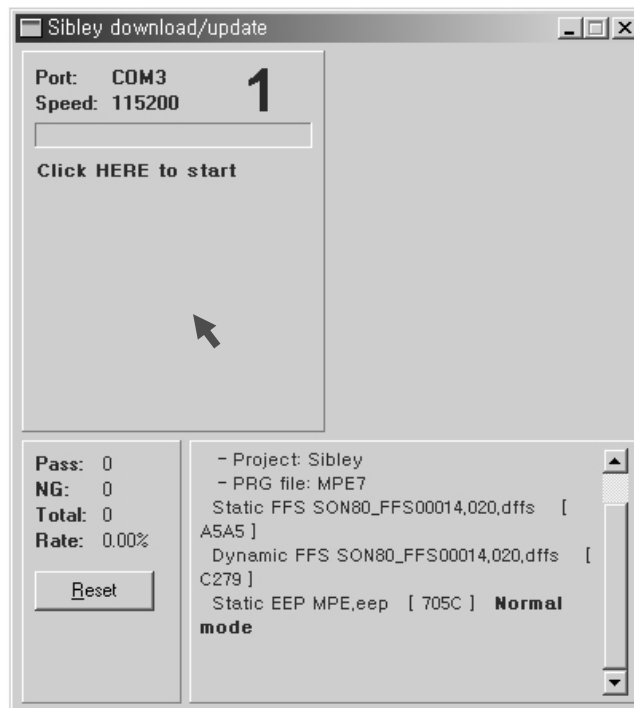 Sibley download/update
Port: COM3
Speed: 115200
1
Click HERE to start
Pass: 0
NG: 0
Total: 0
Rate: 0.00%
Reset
- Project: Sibley
- PRG file: MPE7
Static FFS SON80_FFS00014,020,dffs [
A5A5 ]
Dynamic FFS SON80_FFS00014,020,dffs [
C279 ]
Static EEP MPE,eep [ 705C ] Normal
mode